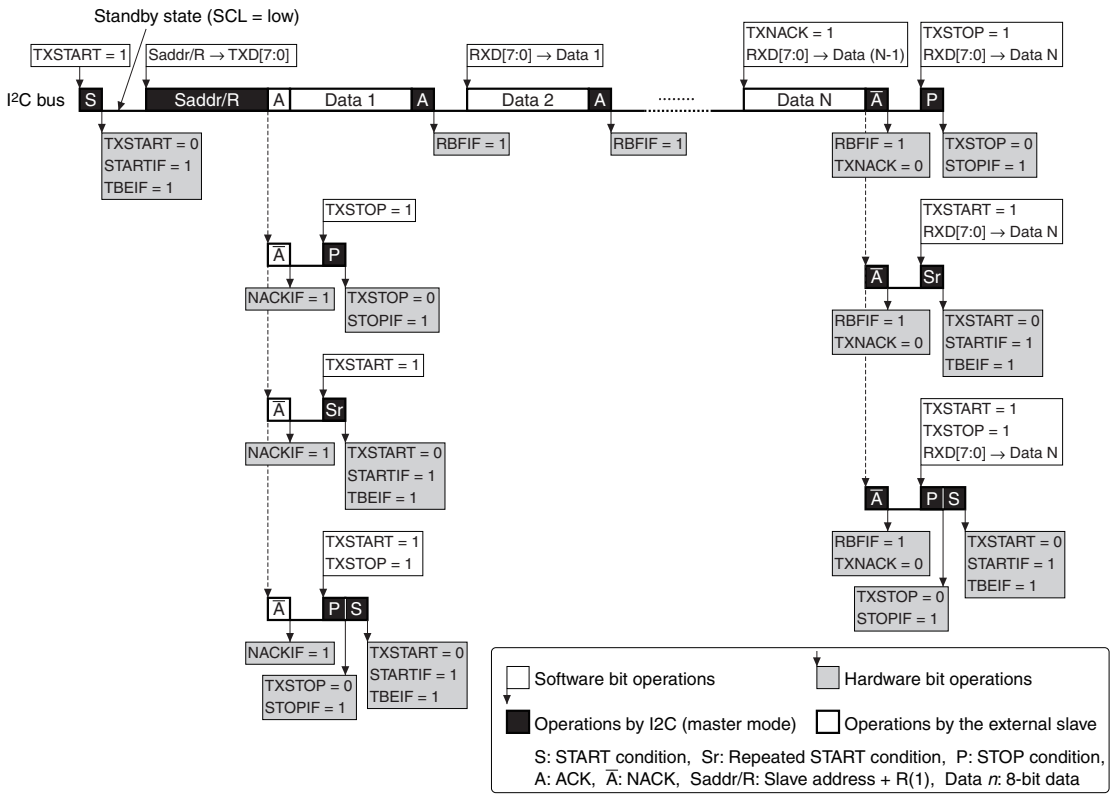 Standby state (SCL = low)
TXSTART = 1
Saddr/R → TXD[7:0]
RXD[7:0] → Data 1
TXNACK = 1
RXD[7:0] → Data (N-1)
TXSTOP = 1
RXD[7:0] → Data N
I²C bus
S
Saddr/R
A
Data 1
A
Data 2
A
········
Data N
A̅
P
TXSTART = 0
STARTIF = 1
TBEIF = 1
RBFIF = 1
RBFIF = 1
RBFIF = 1
TXNACK = 0
TXSTOP = 0
STOPIF = 1
TXSTOP = 1
A̅
P
NACKIF = 1
TXSTOP = 0
STOPIF = 1
TXSTART = 1
RXD[7:0] → Data N
A̅
Sr
RBFIF = 1
TXNACK = 0
TXSTART = 0
STARTIF = 1
TBEIF = 1
TXSTART = 1
A̅
Sr
NACKIF = 1
TXSTART = 0
STARTIF = 1
TBEIF = 1
TXSTART = 1
TXSTOP = 1
RXD[7:0] → Data N
A̅
P
S
RBFIF = 1
TXNACK = 0
TXSTOP = 0
STOPIF = 1
TXSTART = 0
STARTIF = 1
TBEIF = 1
TXSTART = 1
TXSTOP = 1
A̅
P
S
NACKIF = 1
TXSTOP = 0
STOPIF = 1
TXSTART = 0
STARTIF = 1
TBEIF = 1
Software bit operations
Hardware bit operations
Operations by I2C (master mode)
Operations by the external slave
S: START condition, Sr: Repeated START condition, P: STOP condition,
A: ACK, A̅: NACK, Saddr/R: Slave address + R(1), Data n: 8-bit data